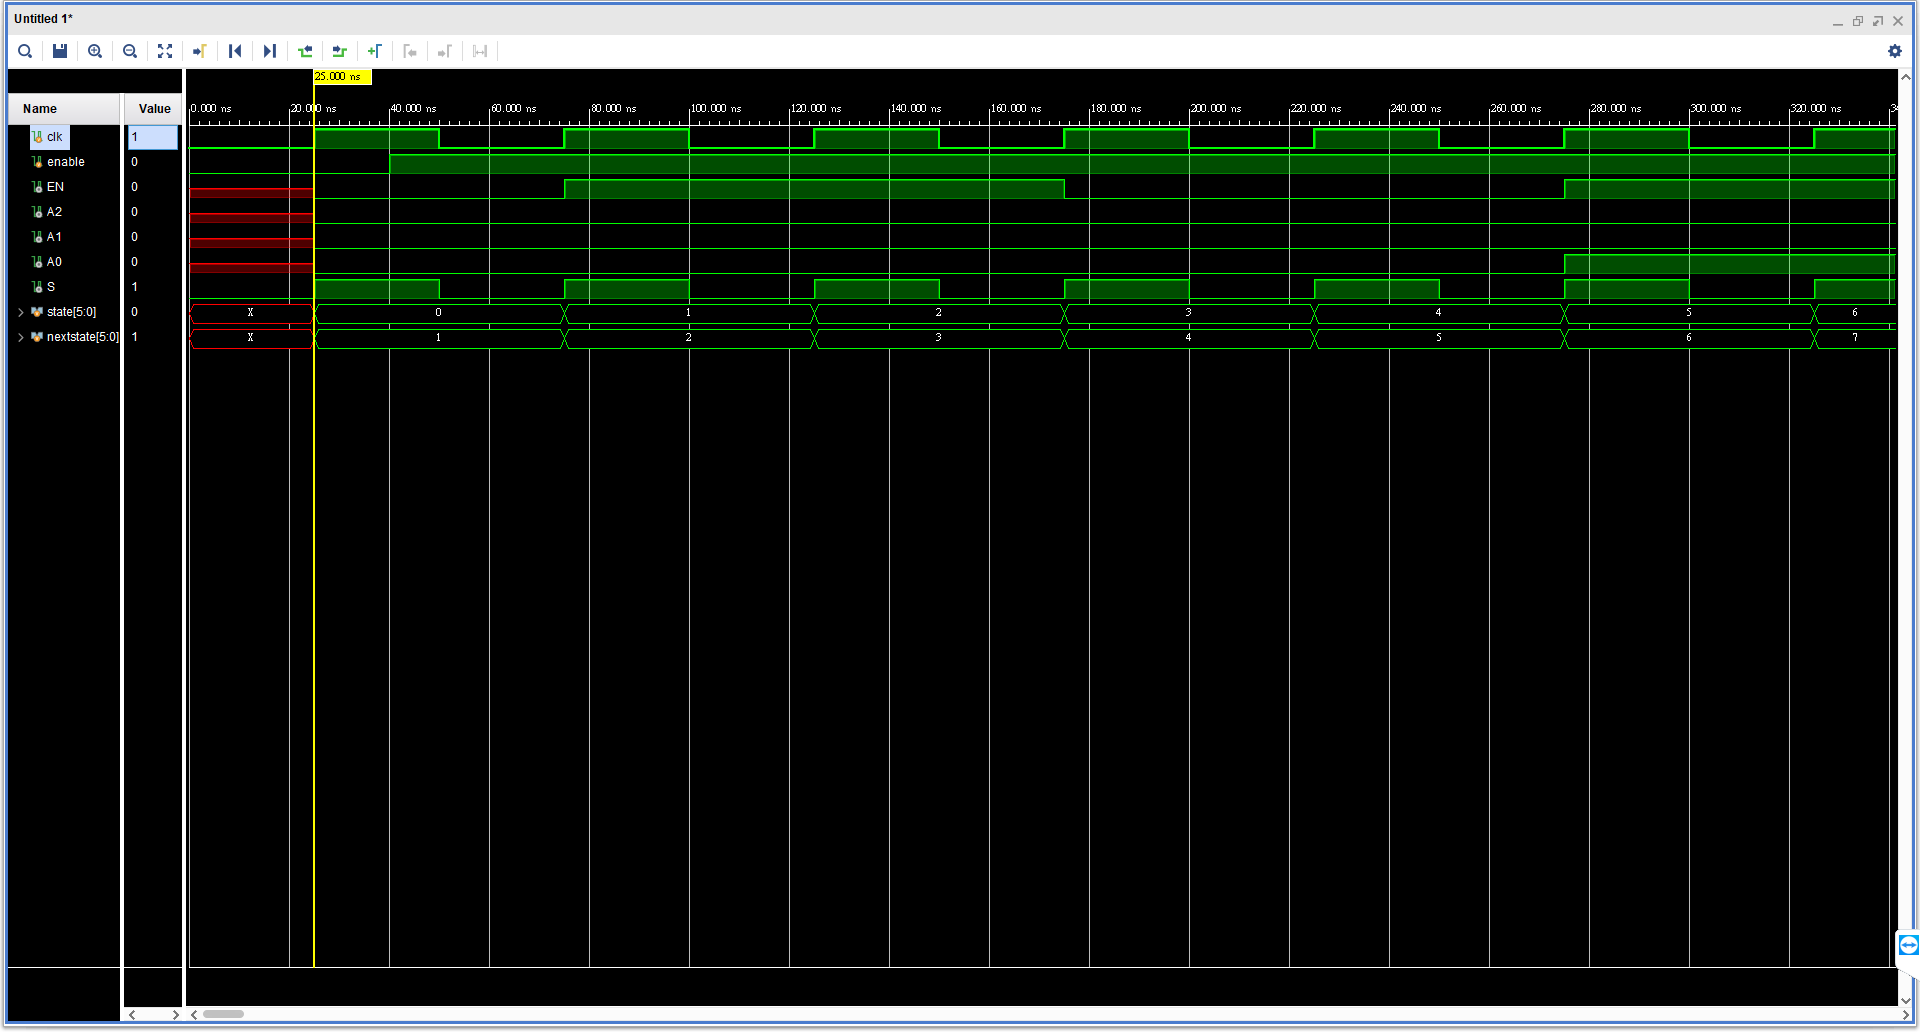 Untitled 1*
25.000 ns
Name Value
0.000 ns 20.000 ns 40.000 ns 60.000 ns 80.000 ns 100.000 ns 120.000 ns 140.000 ns 160.000 ns 180.000 ns 200.000 ns 220.000 ns 240.000 ns 260.000 ns 280.000 ns 300.000 ns 320.000 ns
clk 1
enable 0
EN 0
A2 0
A1 0
A0 0
S 1
state[5:0] 0 X 0 1 2 3 4 5 6
nextstate[5:0] 1 X 1 2 3 4 5 6 7